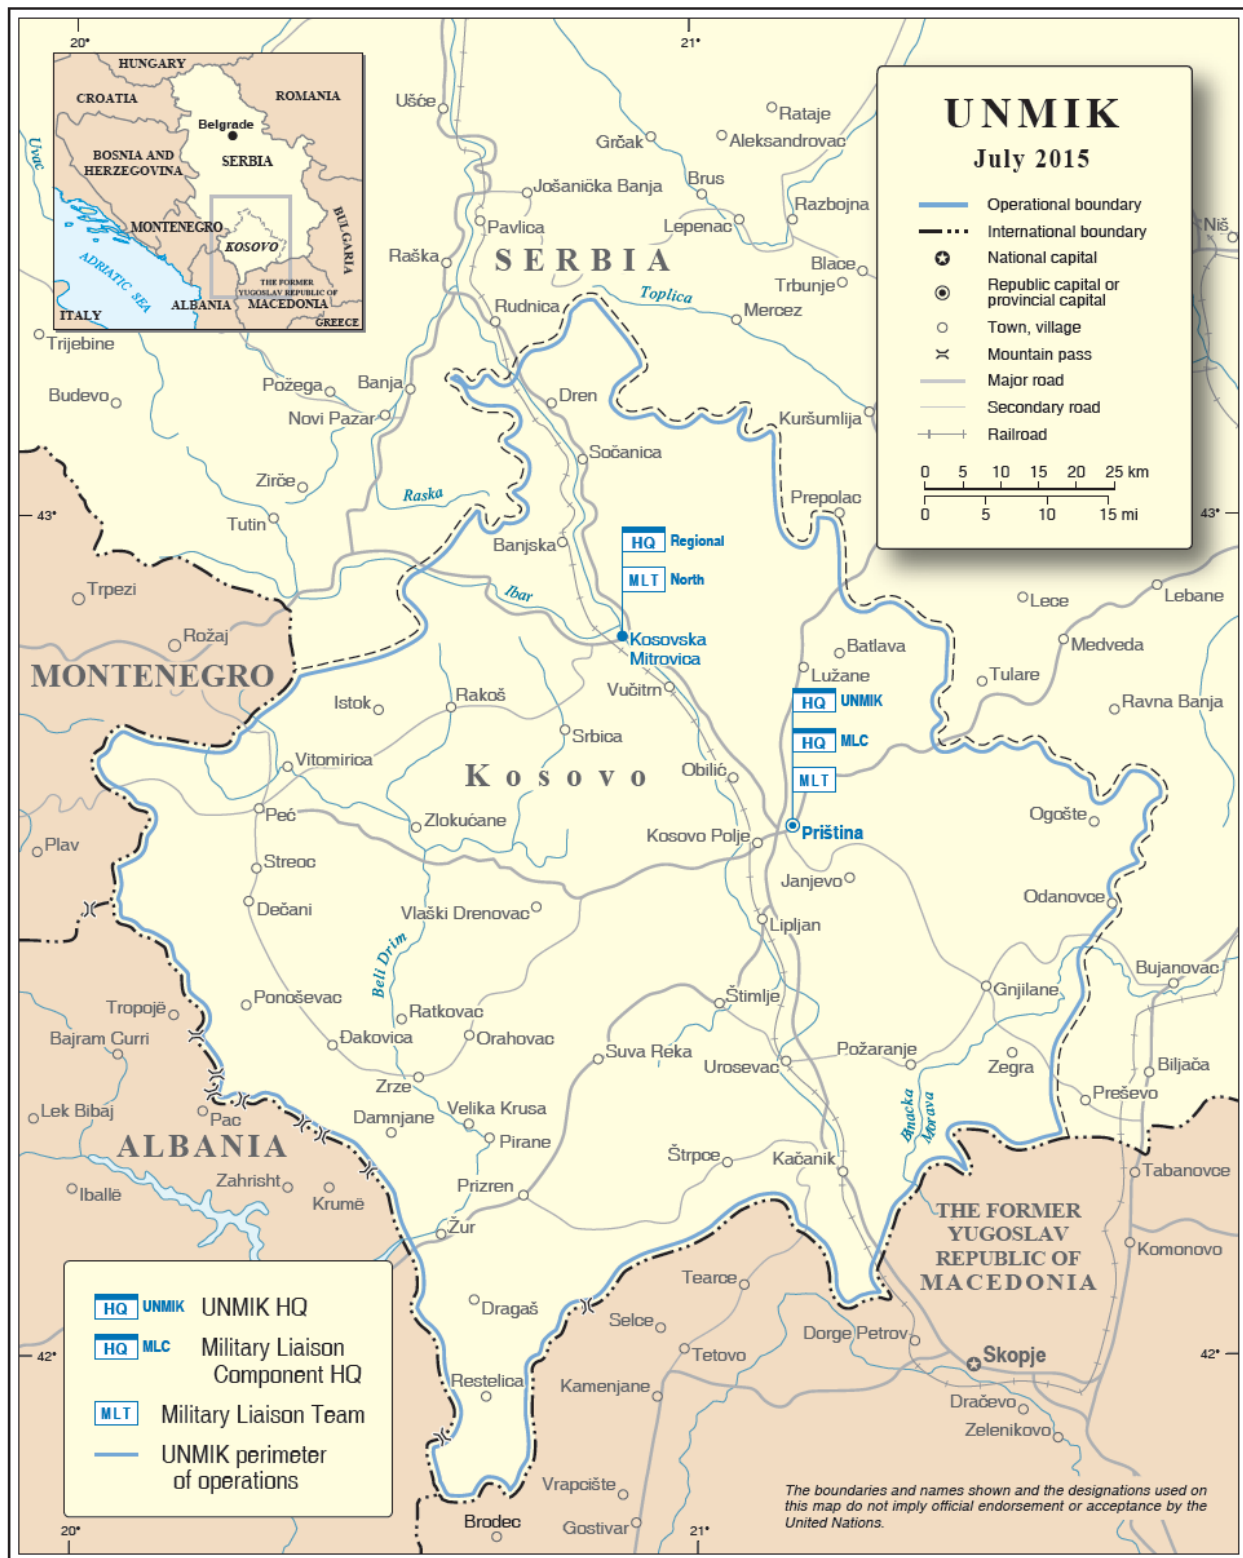 20°
21°
HUNGARY
CROATIA
ROMANIA
Belgrade
BOSNIA AND
HERZEGOVINA
SERBIA
MONTENEGRO
KOSOVO
BULGARIA
ADRIATIC SEA
THE FORMER
YUGOSLAV REPUBLIC OF
MACEDONIA
ALBANIA
ITALY
GREECE
UNMIK
July 2015
Operational boundary
International boundary
National capital
Republic capital or
provincial capital
Town, village
Mountain pass
Major road
Secondary road
Railroad
0 5 10 15 20 25 km
0 5 10 15 mi
Uvac
Ušće
Rataje
Grčak
Aleksandrovac
Jošanička Banja
Brus
Razbojna
Pavlica
Lepenac
Niš
Raška
SERBIA
Blace
Trbunje
Toplica
Rudnica
Mercez
Trijebine
Požega
Banja
Budevo
Dren
Novi Pazar
Kuršumlija
Sočanica
Zirče
Raska
Prepolac
43°
43°
Tutin
Banjska
HQ Regional
MLT North
Ibar
Trpezi
Lece
Lebane
Rožaj
Kosovska
Mitrovica
Batlava
Medveda
MONTENEGRO
Lužane
Tulare
Vučitrn
Istok
Rakoš
HQ UNMIK
Ravna Banja
Srbica
HQ MLC
Vitomirica
Kosovo
Obilić
MLT
Peć
Zlokućane
Ogošte
Kosovo Polje
Priština
Plav
Streoc
Janjevo
Dečani
Vlaški Drenovac
Odanovce
Lipljan
Beli Drim
Bujanovac
Ponoševac
Štimlje
Gnjilane
Tropojë
Ratkovac
Bajram Curri
Đakovica
Orahovac
Suva Reka
Požaranje
Urosevac
Zegra
Biljača
Zrze
Lek Bibaj
Pac
Damnjane
Velika Krusa
Binacka
Morava
Preševo
ALBANIA
Pirane
Štrpce
Kačanik
Tabanovce
Iballë
Zahrisht
Krumë
Prizren
THE FORMER
YUGOSLAV
REPUBLIC OF
MACEDONIA
Žur
Komonovo
Tearce
Dragaš
Selce
Dorge Petrov
42°
42°
Tetovo
Skopje
Restelica
Kamenjane
Dračevo
Zelenikovo
HQ UNMIK UNMIK HQ
HQ MLC Military Liaison
Component HQ
MLT Military Liaison Team
UNMIK perimeter
of operations
Vrapcište
Brodec
Gostivar
The boundaries and names shown and the designations used on
this map do not imply official endorsement or acceptance by the
United Nations.
20°
21°